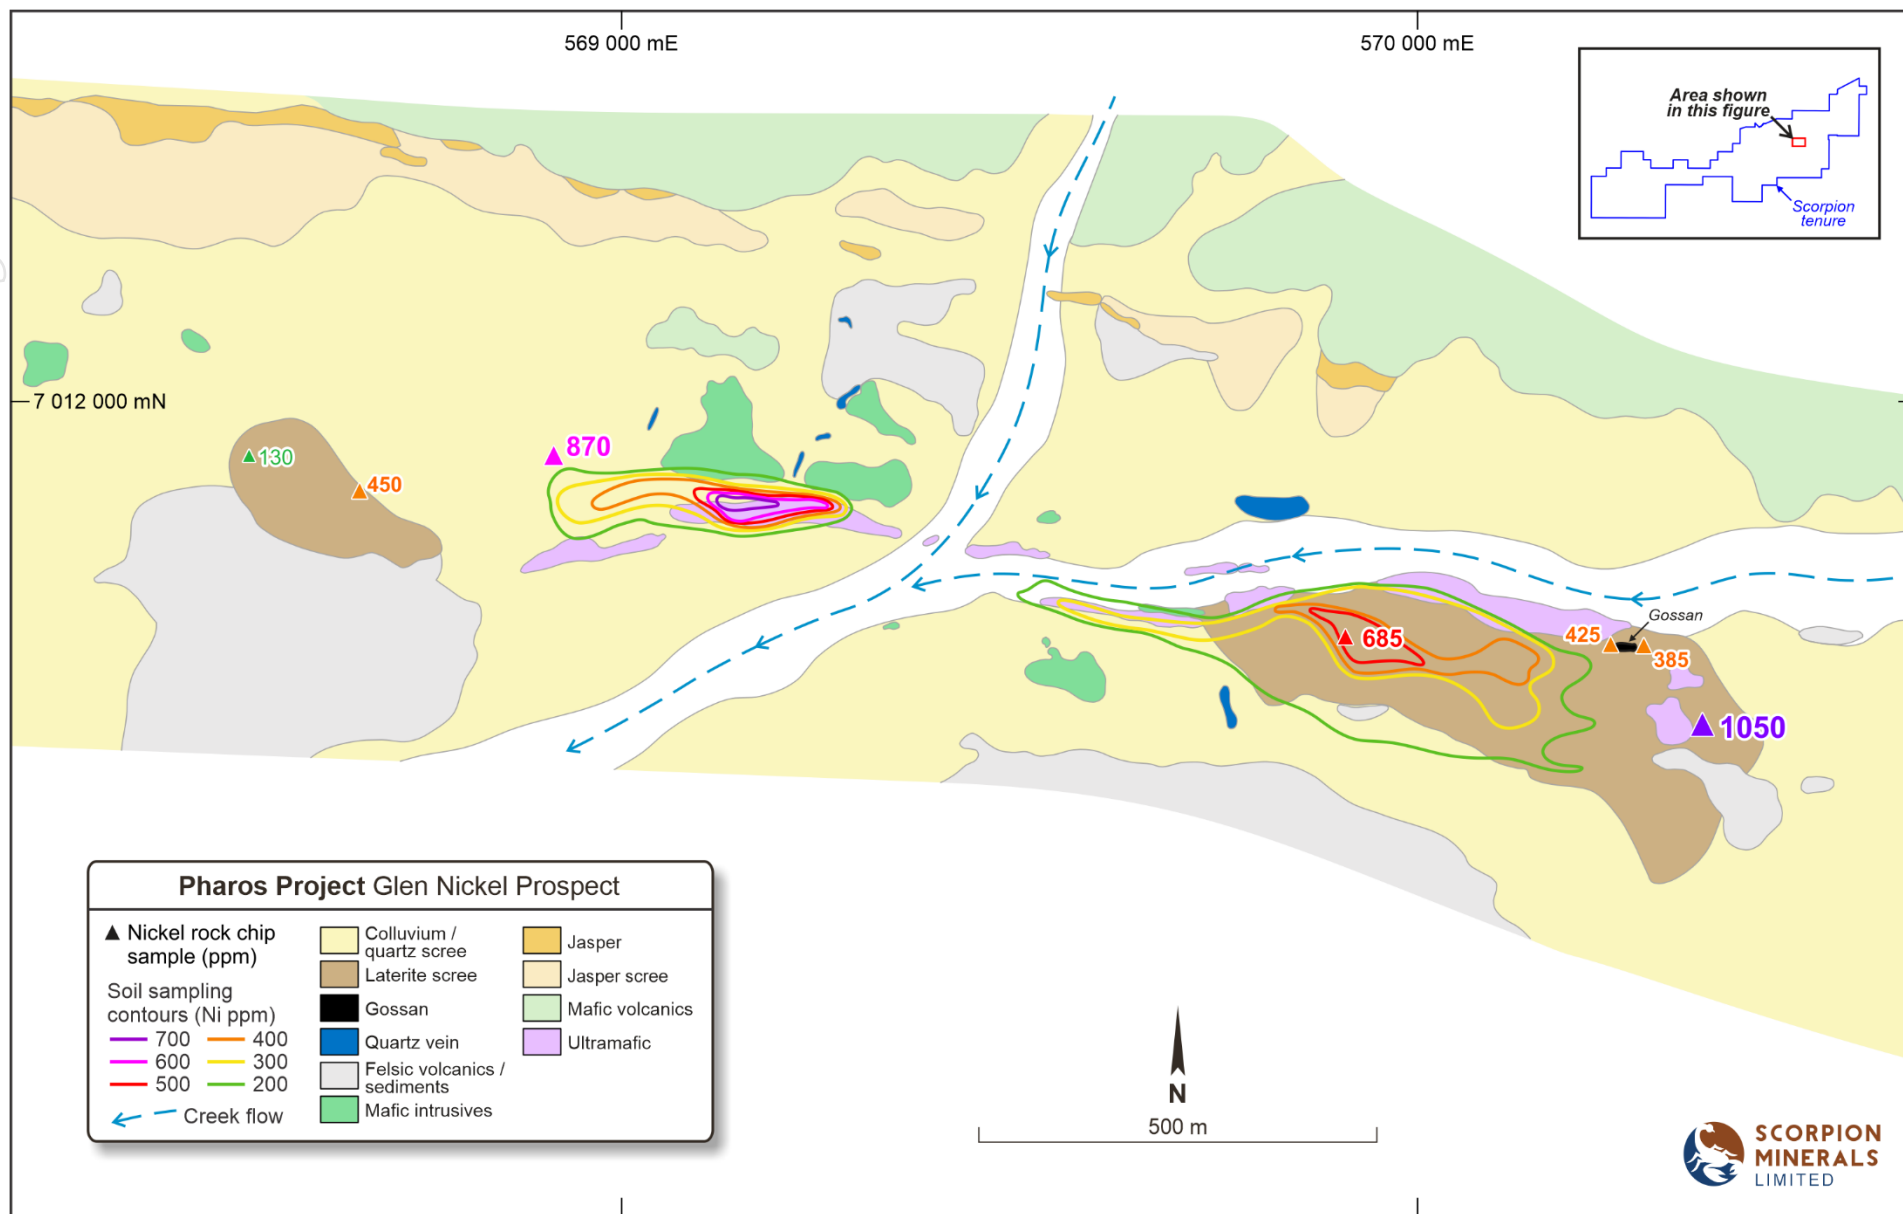 569 000 mE
570 000 mE
Area shown
in this figure
Scorpion
tenure
7 012 000 mN
870
130
450
685
Gossan
425
385
1050
Pharos Project Glen Nickel Prospect
Nickel rock chip
sample (ppm)
Soil sampling
contours (Ni ppm)
700
400
600
300
500
200
Creek flow
Colluvium /
quartz scree
Laterite scree
Gossan
Quartz vein
Felsic volcanics /
sediments
Mafic intrusives
Jasper
Jasper scree
Mafic volcanics
Ultramafic
N
500 m
SCORPION
MINERALS
LIMITED